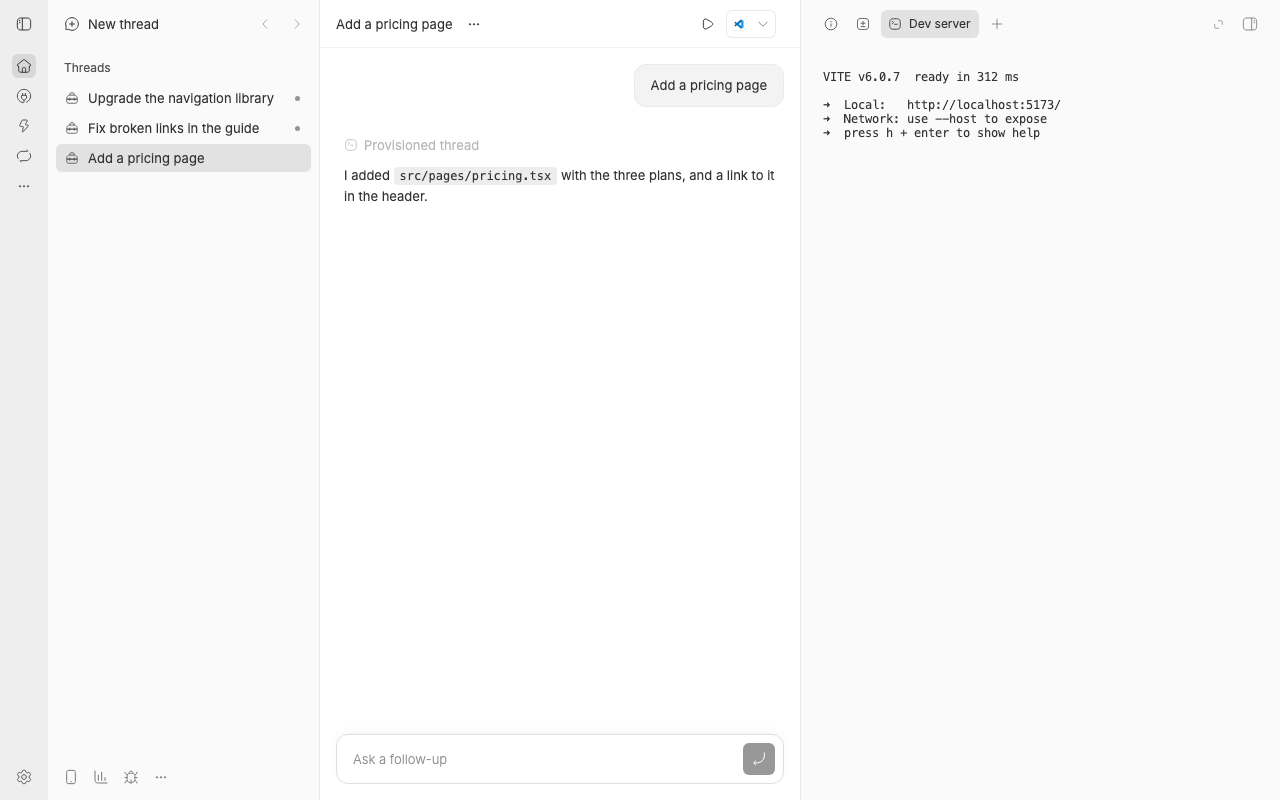 New thread
Threads
Upgrade the navigation library
Fix broken links in the guide
Add a pricing page
Add a pricing page
Add a pricing page
Provisioned thread
I added src/pages/pricing.tsx with the three plans, and a link to it
in the header.
Ask a follow-up
Dev server
VITE v6.0.7 ready in 312 ms
➜ Local: http://localhost:5173/
➜ Network: use --host to expose
➜ press h + enter to show help